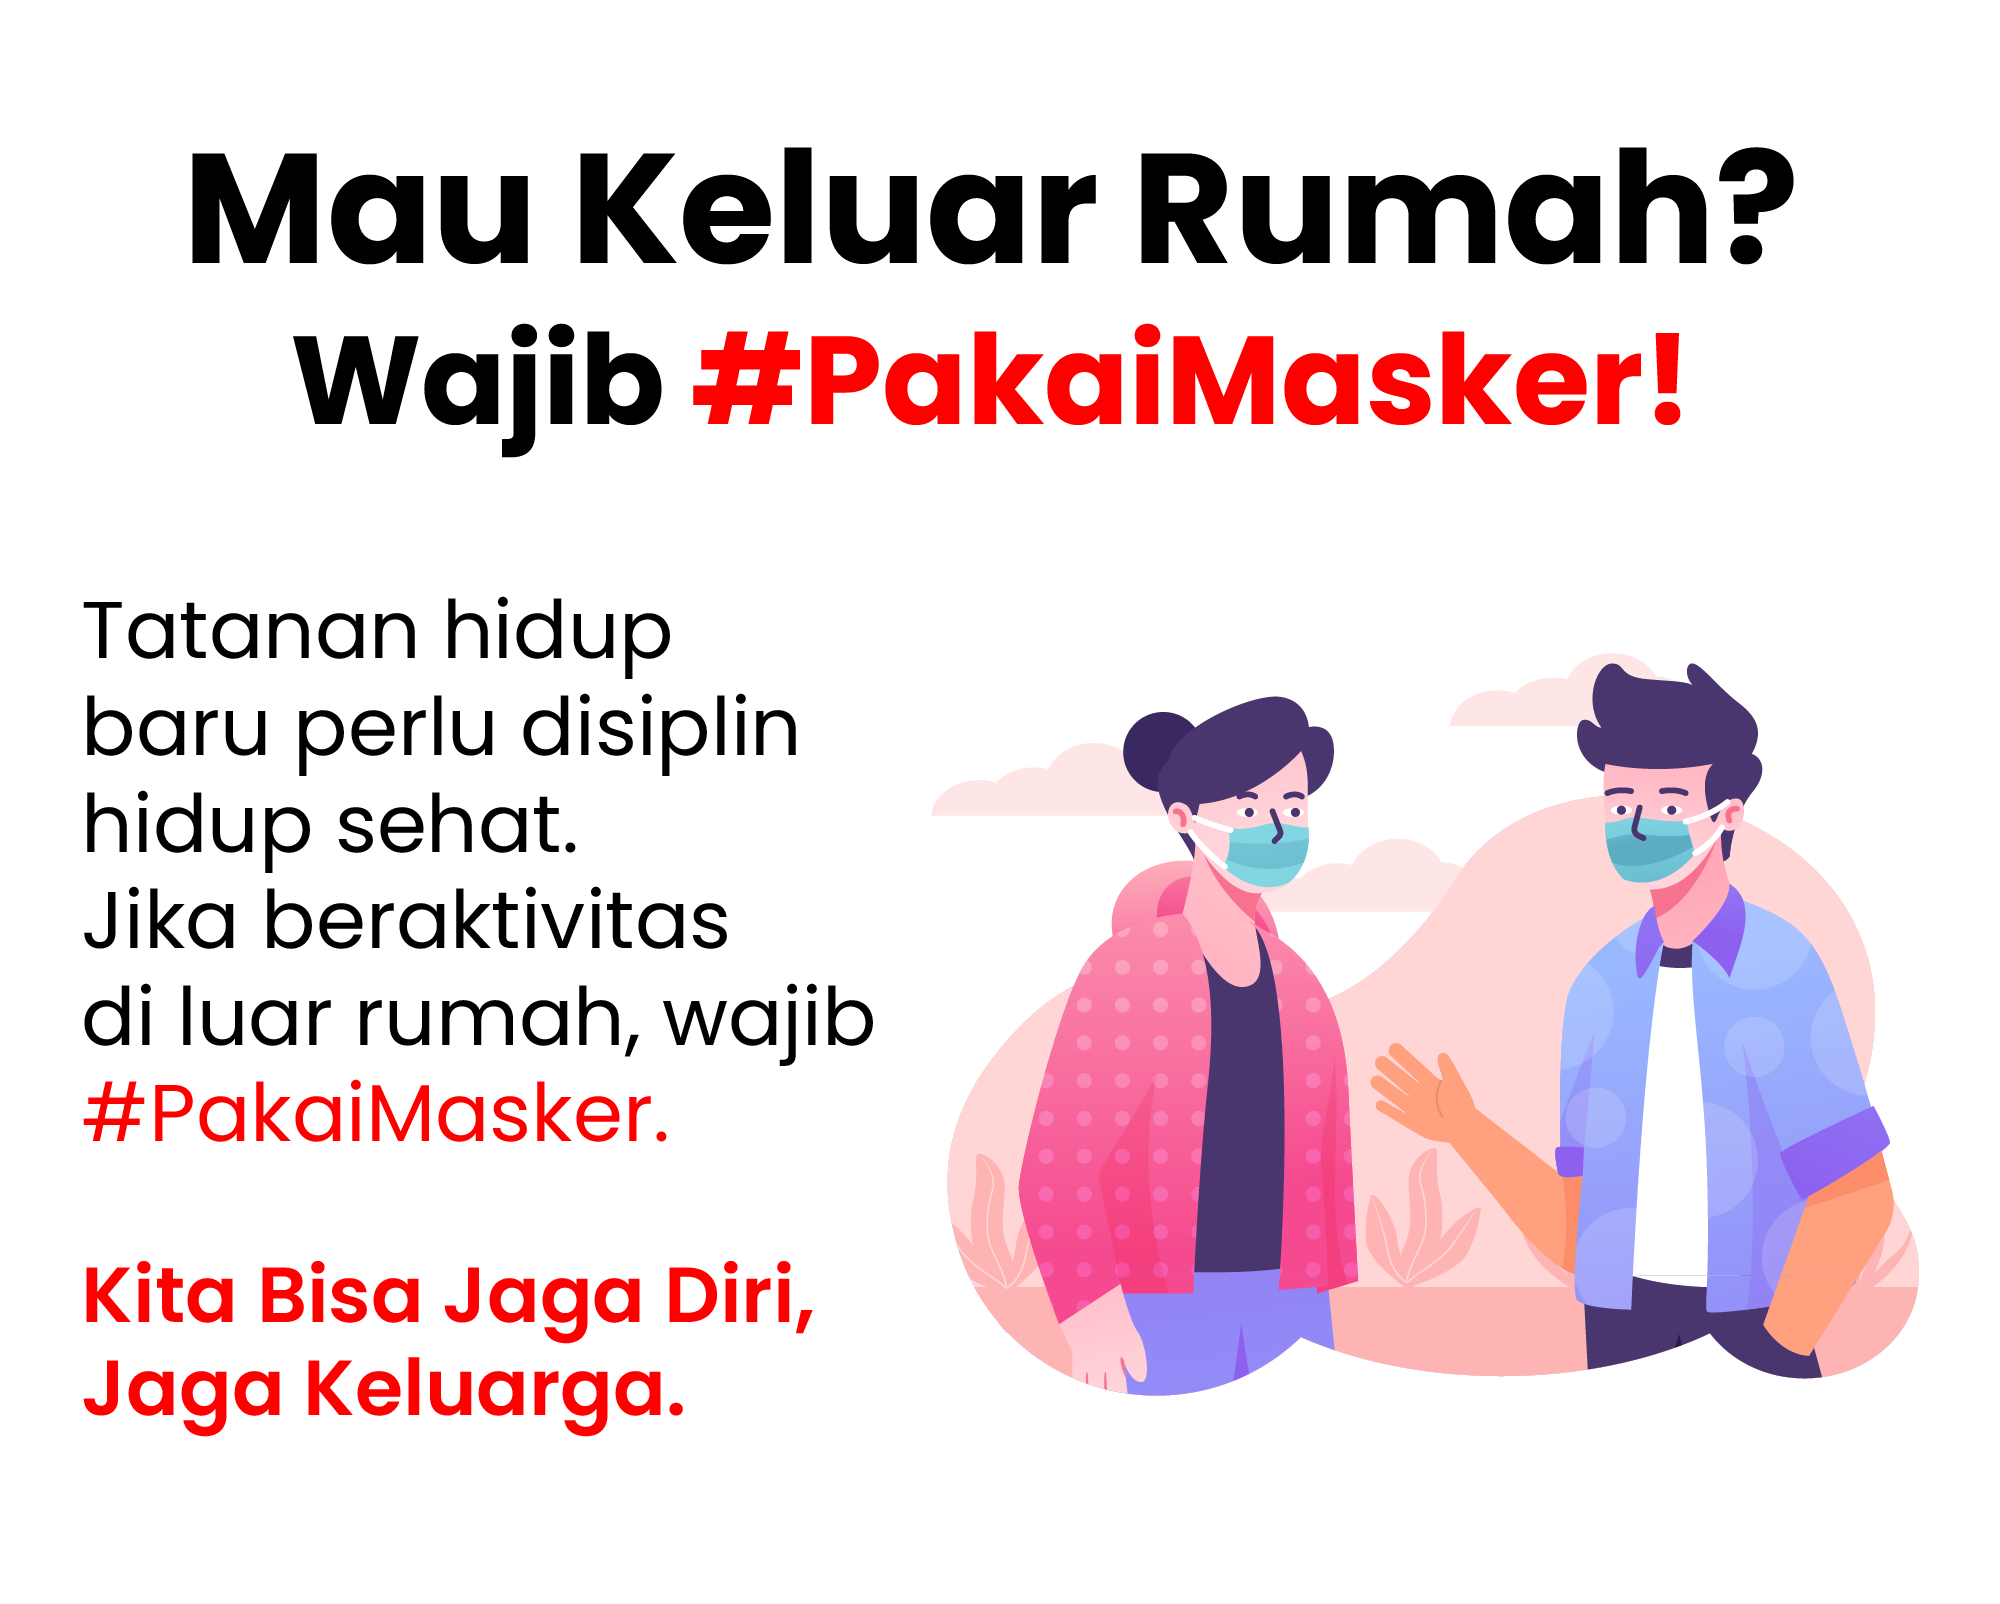 Mau Keluar Rumah?
Wajib #PakaiMasker!
Tatanan hidup
baru perlu disiplin
hidup sehat.
Jika beraktivitas
di luar rumah, wajib
#PakaiMasker.
Kita Bisa Jaga Diri,
Jaga Keluarga.